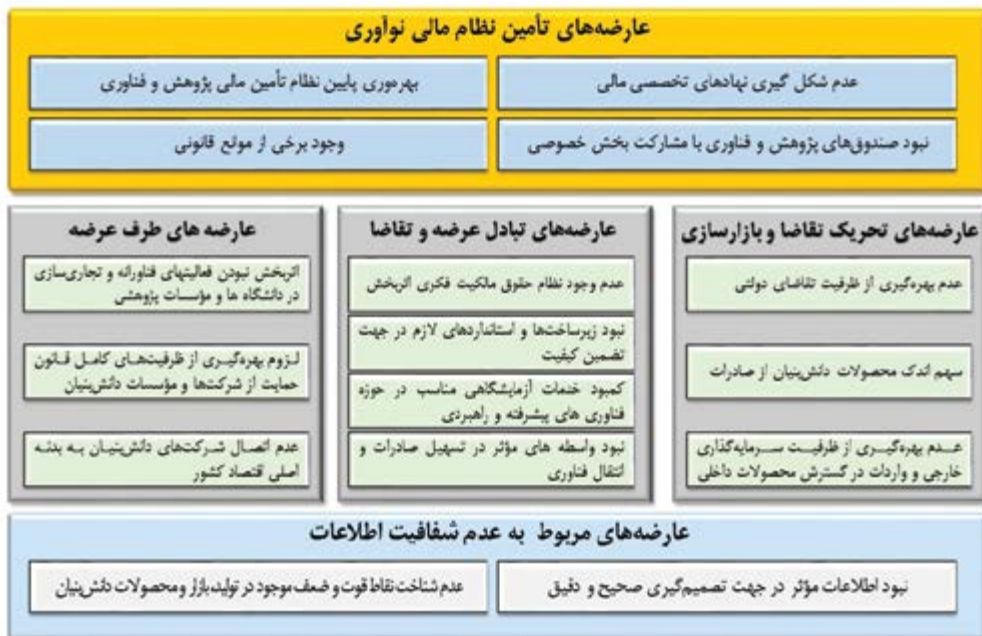 عارضه‌های تأمین نظام مالی نوآوری
عدم شکل گیری نهادهای تخصصی مالی
بهره‌وری پایین نظام تأمین مالی پژوهش و فناوری
نبود صندوق‌های پژوهش و فناوری با مشارکت بخش خصوصی
وجود برخی از موانع قانونی
عارضه‌های تحریک تقاضا و بازارسازی
عدم بهره‌گیری از ظرفیت تقاضای دولتی
سهم اندک محصولات دانش‌بنیان از صادرات
عدم بهره‌گیری از ظرفیت سرمایه‌گذاری
خارجی و واردات در گسترش محصولات داخلی
عارضه‌های تبادل عرضه و تقاضا
عدم وجود نظام حقوق مالکیت فکری اثربخش
نبود زیرساخت‌ها و استانداردهای لازم در جهت
تضمین کیفیت
کمبود خدمات آزمایشگاهی مناسب در حوزه
فناوری های پیشرفته و راهبردی
نبود واسطه های مؤثر در تسهیل صادرات و
انتقال فناوری
عارضه های طرف عرضه
اثربخش نبودن فعالیتهای فناورانه و تجاری‌سازی
در دانشگاه ها و مؤسسات پژوهشی
لزوم بهره‌گیری از ظرفیت‌های کامل قانون
حمایت از شرکت‌ها و مؤسسات دانش‌بنیان
عدم اتصال شرکت‌های دانش‌بنیان به بدنه
اصلی اقتصاد کشور
عارضه‌های مربوط به عدم شفافیت اطلاعات
نبود اطلاعات مؤثر در جهت تصمیم‌گیری صحیح و دقیق
عدم شناخت نقاط قوت و ضعف موجود در تولید، بازار و محصولات دانش‌بنیان